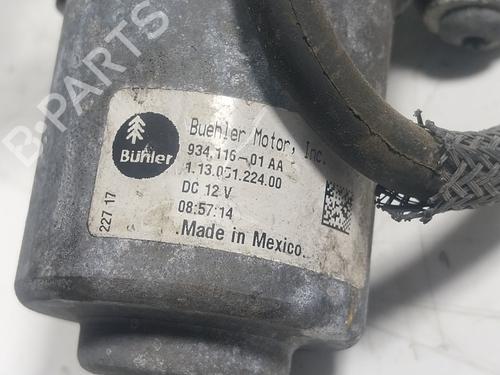 Buehler Motor, Inc.
934.116-01 AA
1.13.051.224.00
DC 12 V
08:57:14
Made in Mexico
Bühler
227 17
B-PARTS